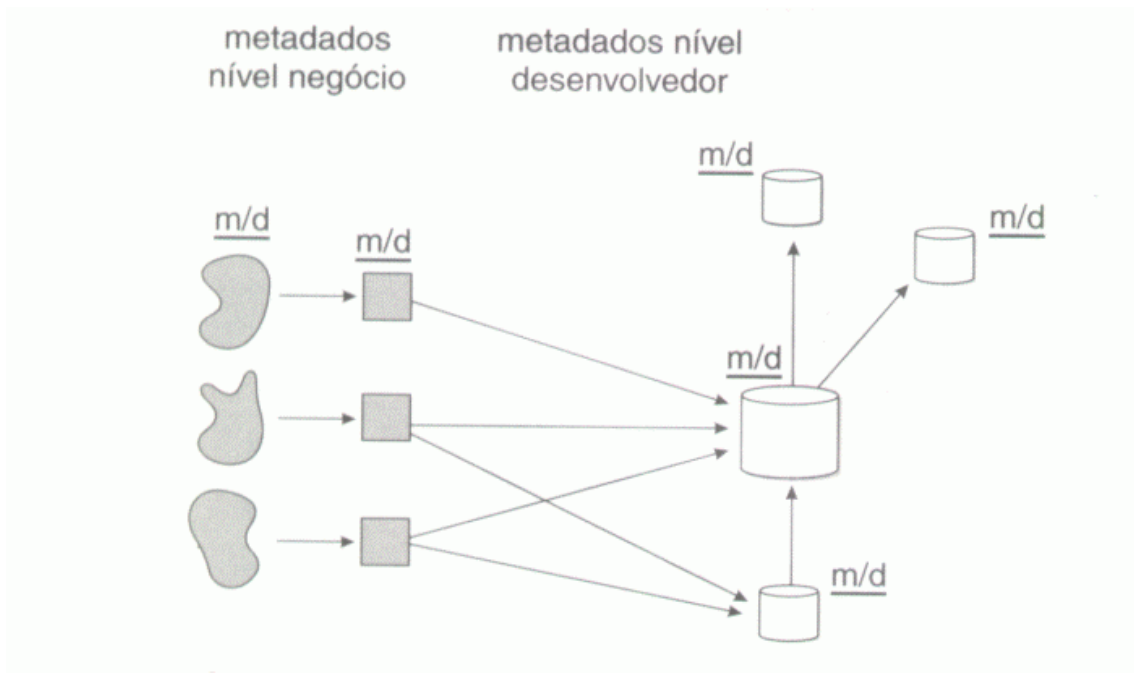 metadados
nível negócio
metadados nível
desenvolvedor
m/d
m/d
m/d
m/d
m/d
m/d